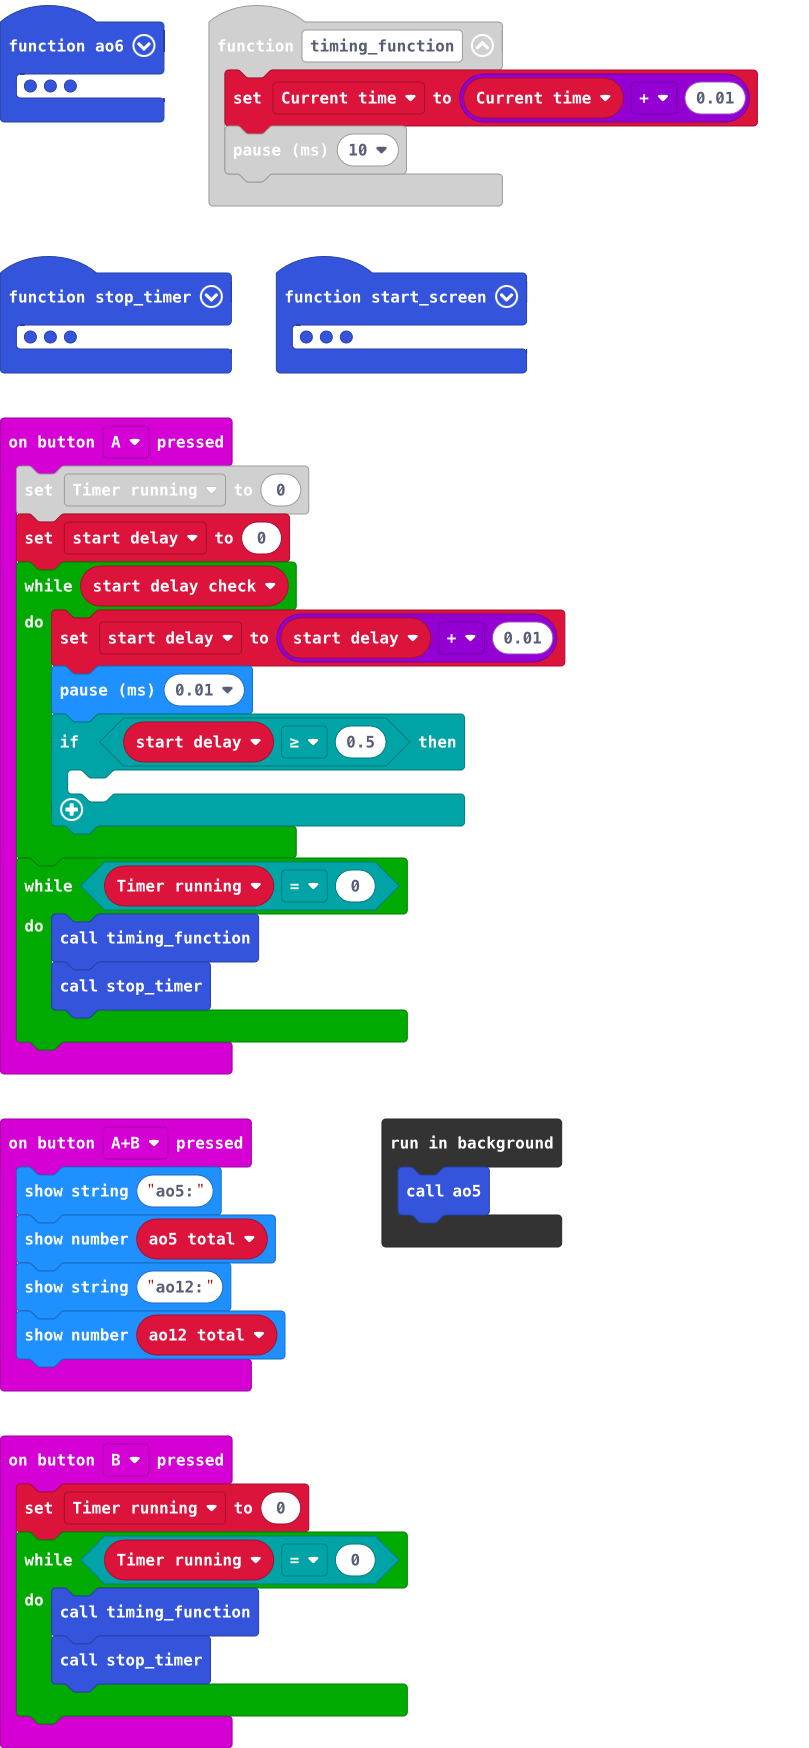 function ao6
function timing_function
set Current time to Current time + 0.01
pause (ms) 10
function stop_timer
function start_screen
on button A pressed
set Timer running to 0
set start delay to 0
while start delay check
do
set start delay to start delay + 0.01
pause (ms) 0.01
if start delay ≥ 0.5 then
while Timer running = 0
do
call timing_function
call stop_timer
on button A+B pressed
run in background
show string "ao5:"
call ao5
show number ao5 total
show string "ao12:"
show number ao12 total
on button B pressed
set Timer running to 0
while Timer running = 0
do
call timing_function
call stop_timer